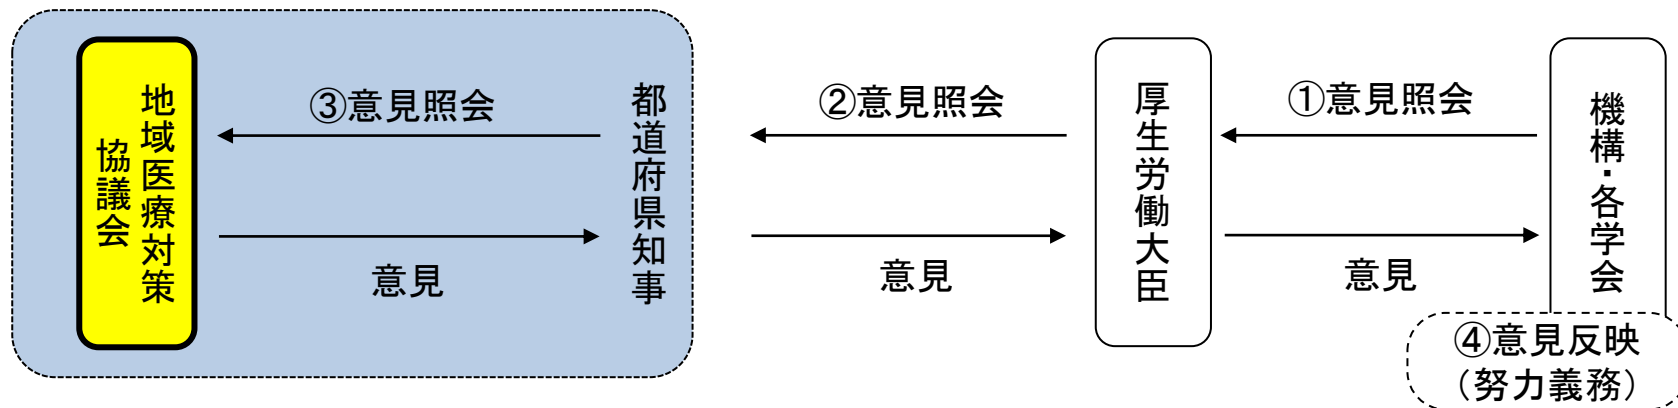 地域医療対策
協議会
③意見照会
意見
都道府県知事
②意見照会
意見
厚生労働大臣
①意見照会
意見
機構・各学会
④意見反映
（努力義務）